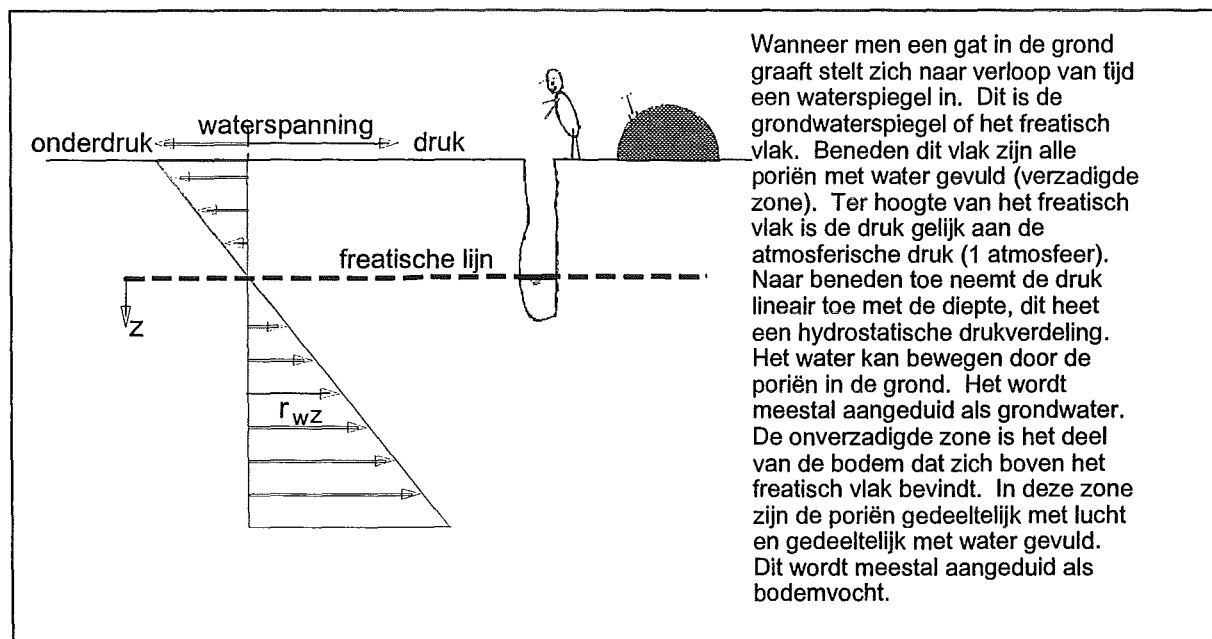 Wanneer men een gat in de grond
graaft stelt zich naar verloop van tijd
een waterspiegel in. Dit is de
grondwaterspiegel of het freatisch
vlak. Beneden dit vlak zijn alle
poriën met water gevuld (verzadigde
zone). Ter hoogte van het freatisch
vlak is de druk gelijk aan de
atmosferische druk (1 atmosfeer).
Naar beneden toe neemt de druk
lineair toe met de diepte, dit heet
een hydrostatische drukverdeling.
Het water kan bewegen door de
poriën in de grond. Het wordt
meestal aangeduid als grondwater.
De onverzadigde zone is het deel
van de bodem dat zich boven het
freatisch vlak bevindt. In deze zone
zijn de poriën gedeeltelijk met lucht
en gedeeltelijk met water gevuld.
Dit wordt meestal aangeduid als
bodemvocht.
waterspanning
onderdruk
druk
freatische lijn
z
r wz